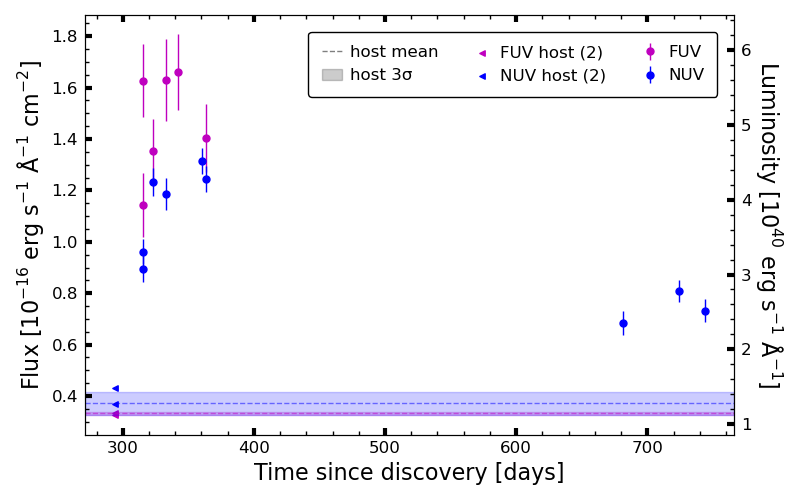 host mean
host 3σ
FUV host (2)
NUV host (2)
FUV
NUV
Flux [10⁻¹⁶ erg s⁻¹ Å⁻¹ cm⁻²]
1.8
1.6
1.4
1.2
1.0
0.8
0.6
0.4
6
5
4
3
2
1
Luminosity [10⁴⁰ erg s⁻¹ Å⁻¹]
300 400 500 600 700
Time since discovery [days]